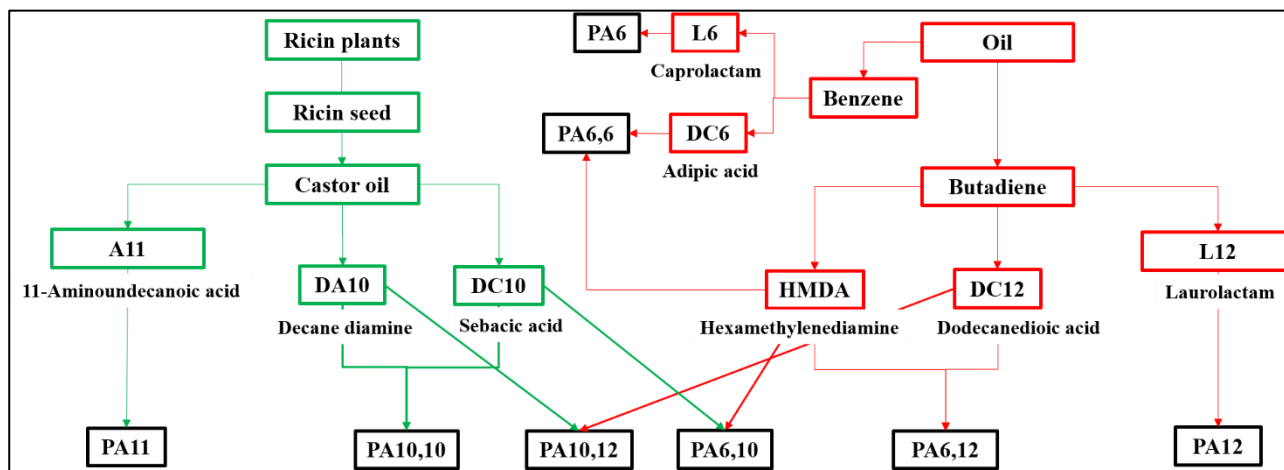 Ricin plants
PA6
L6
Oil
Caprolactam
Benzene
Ricin seed
PA6,6
DC6
Adipic acid
Castor oil
Butadiene
A11
L12
11-Aminoundecanoic acid
DA10
DC10
HMDA
DC12
Laurolactam
Decane diamine
Sebacic acid
Hexamethylenediamine
Dodecanedioic acid
PA11
PA10,10
PA10,12
PA6,10
PA6,12
PA12